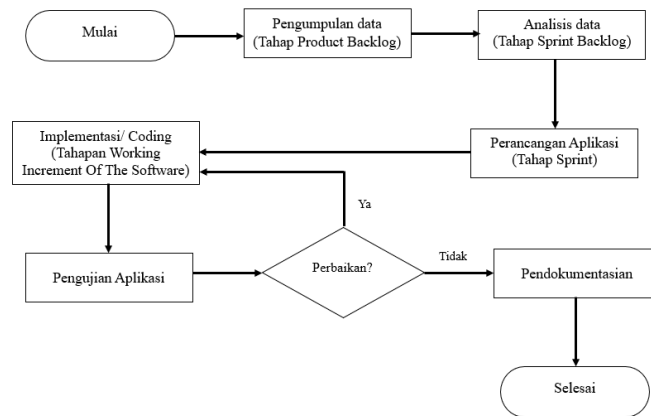 Mulai
Pengumpulan data
(Tahap Product Backlog)
Analisis data
(Tahap Sprint Backlog)
Perancangan Aplikasi
(Tahap Sprint)
Implementasi/ Coding
(Tahapan Working
Increment Of The Software)
Ya
Pengujian Aplikasi
Perbaikan?
Tidak
Pendokumentasian
Selesai